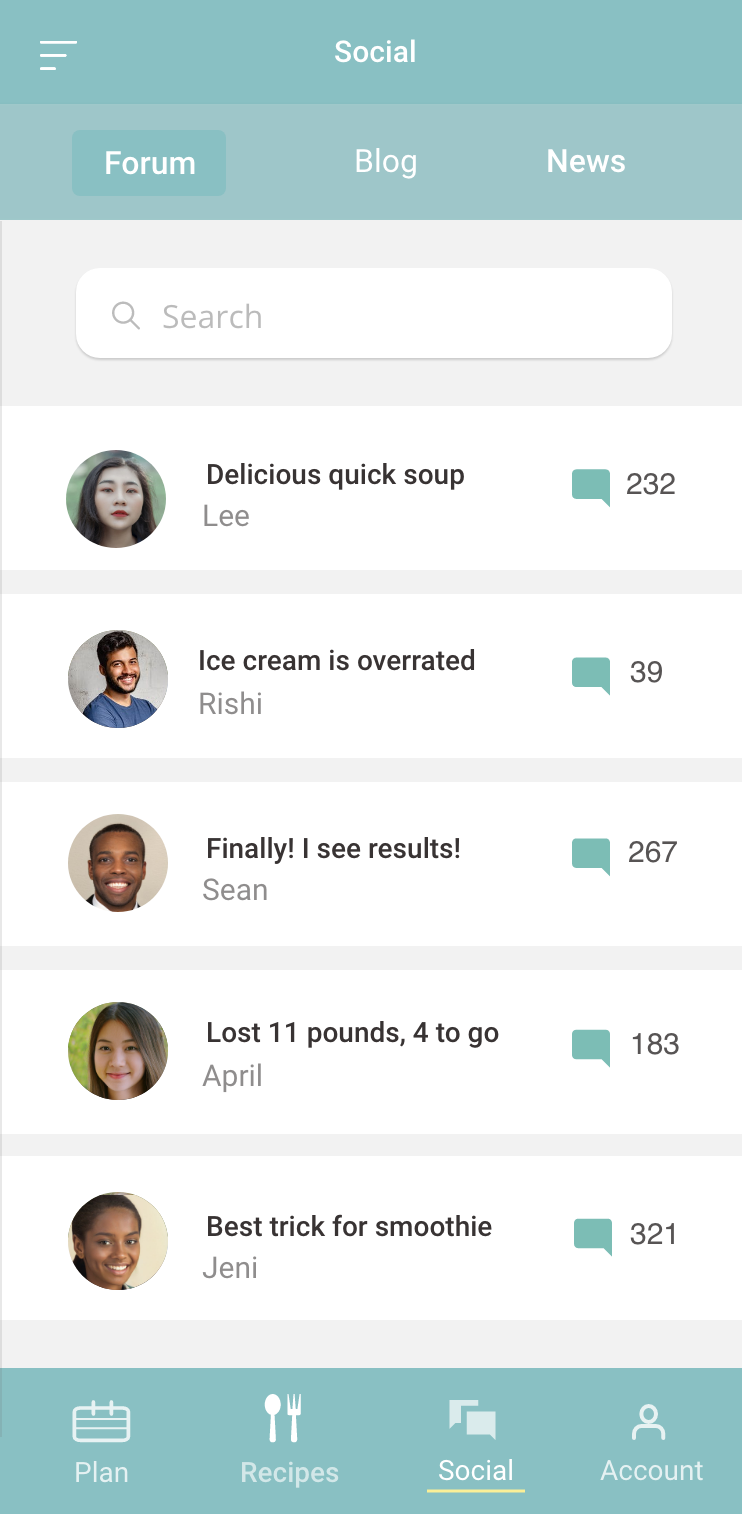 Social
Forum Blog News
Search
Delicious quick soup 232
Lee
Ice cream is overrated 39
Rishi
Finally! I see results! 267
Sean
Lost 11 pounds, 4 to go 183
April
Best trick for smoothie 321
Jeni
Plan Recipes Social Account